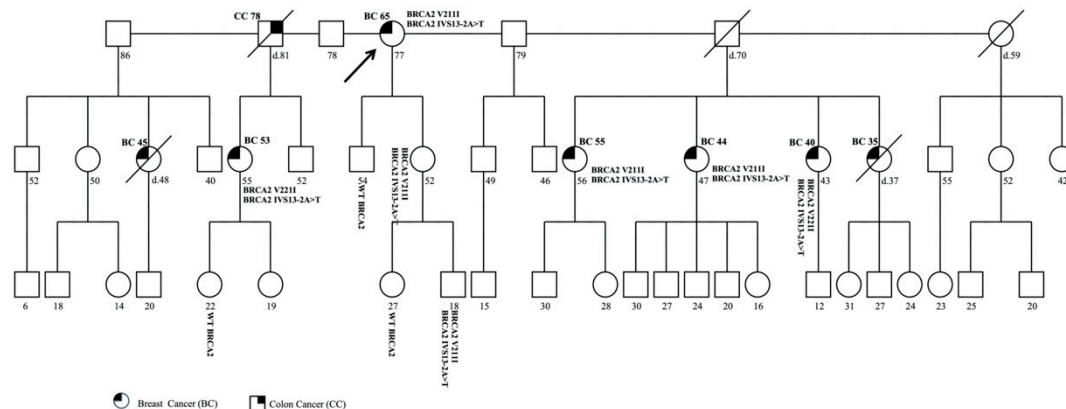 CC 78
BC 65
BRCA2 V211I
BRCA2 IVS13-2A>T
86
d.81
78
77
79
d.70
d.59
BC 45
BC 53
BC 55
BC 44
BC 40
BC 35
52
50
d.48
40
55
52
54
52
49
46
56
47
43
d.37
55
52
42
BRCA2 V221I
BRCA2 IVS13-2A>T
WT BRCA2
BRCA2 V211I
BRCA2 IVS13-2A>T
BRCA2 V211I
BRCA2 IVS13-2A>T
BRCA2 V211I
BRCA2 IVS13-2A>T
BRCA2 V221I
BRCA2 IVS13-2A>T
6
18
14
20
22
19
27
18
15
30
28
30
27
24
20
16
12
31
27
24
23
25
20
WT BRCA2
WT BRCA2
BRCA2 V211I
BRCA2 IVS13-2A>T
Breast Cancer (BC)
Colon Cancer (CC)